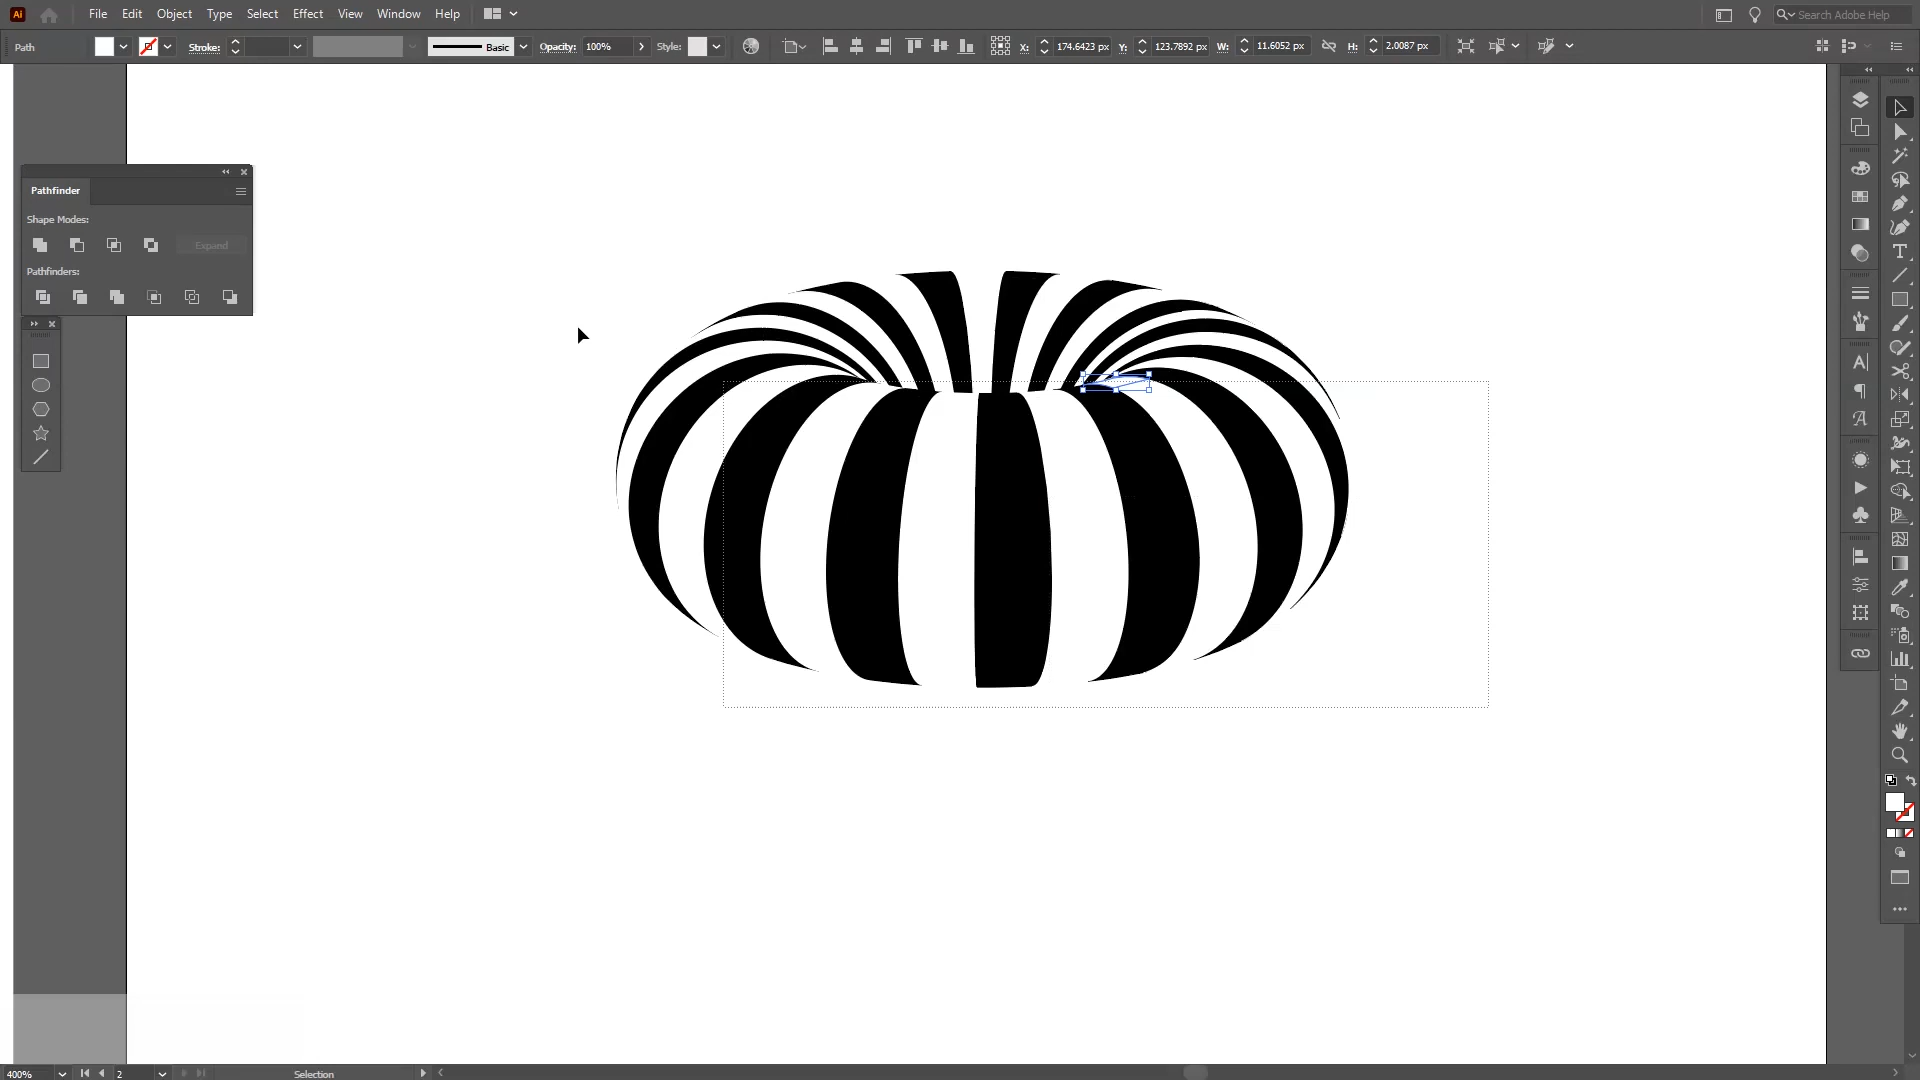 Ai File Edit Object Type Select Effect View Window Help Search Adobe Help
Path Stroke: Basic Opacity: 100% Style: X: 174.6423 px Y: 123.7892 px W: 11.6052 px H: 2.0087 px
Pathfinder
Shape Modes:
Expand
Pathfinders:
400% 2 Selection